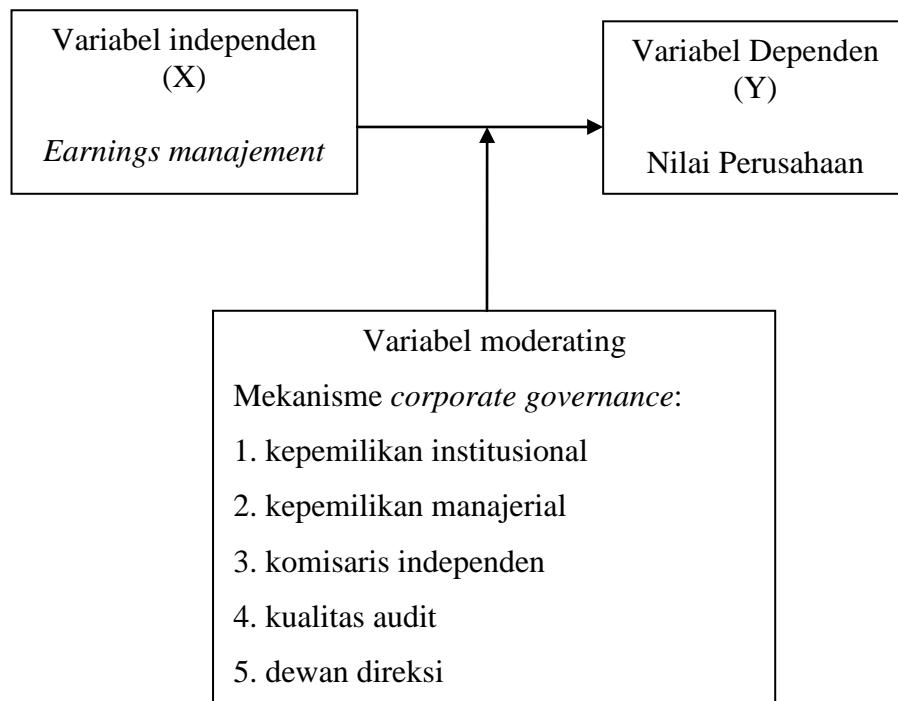 Variabel independen
(X)
Earnings manajement
Variabel Dependen
(Y)
Nilai Perusahaan
Variabel moderating
Mekanisme corporate governance:
1. kepemilikan institusional
2. kepemilikan manajerial
3. komisaris independen
4. kualitas audit
5. dewan direksi